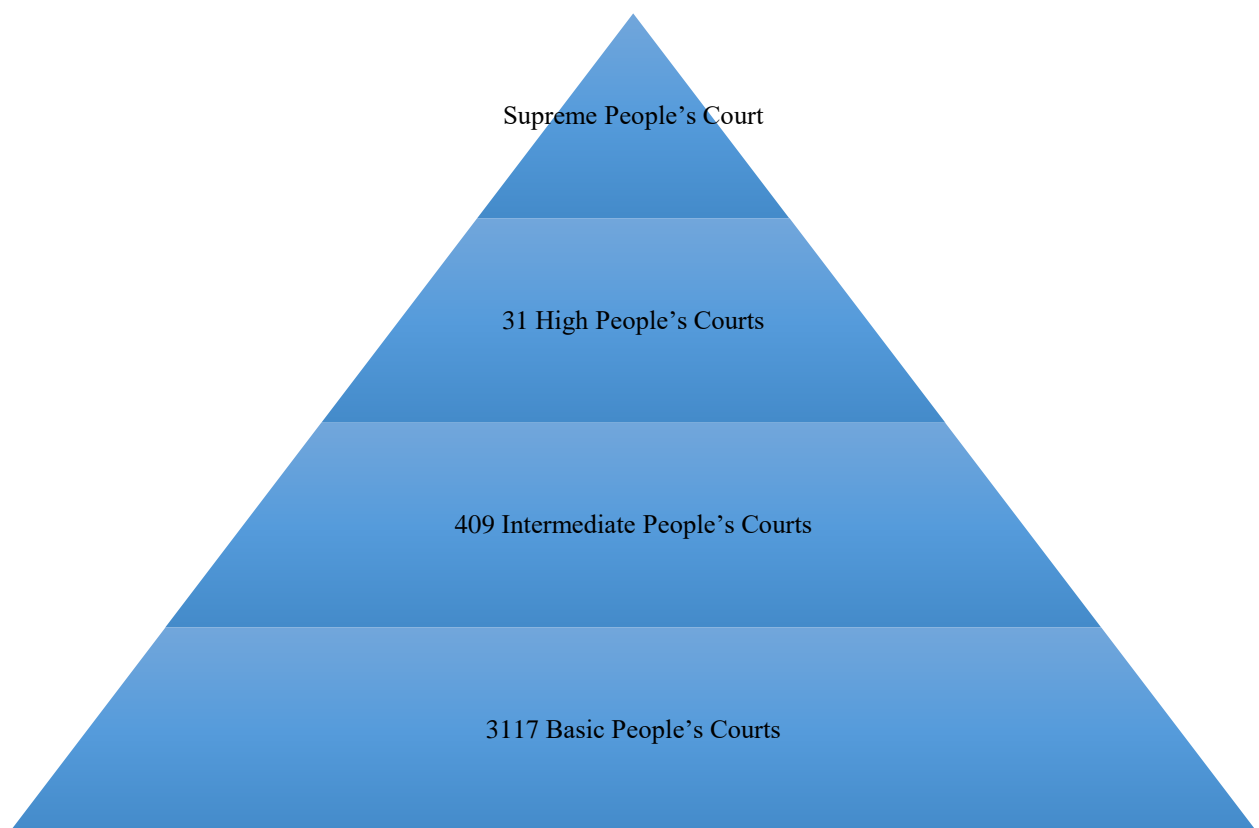 Supreme People’s Court
31 High People’s Courts
409 Intermediate People’s Courts
3117 Basic People’s Courts